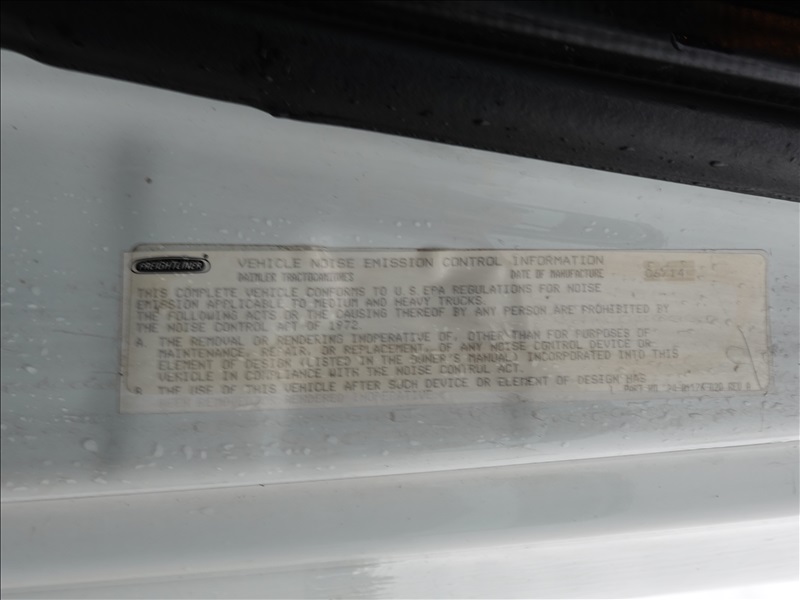 FREIGHTLINER
VEHICLE NOISE EMISSION CONTROL INFORMATION
DAIMLER DATE OF MANUFACTURE
THIS COMPLETE VEHICLE CONFORMS TO U S EPA REGULATIONS FOR NOISE
EMISSION APPLICABLE TO MEDIUM AND HEAVY TRUCKS.
THE FOLLOWING ACTS OR THE CAUSING THEREOF BY ANY PERSON ARE PROHIBITED BY
THE NOISE CONTROL ACT OF 1972
A THE REMOVAL OR RENDERING INOPERATIVE OF, OTHER THAN FOR PURPOSES OF
MAINTENANCE, RE AIR, OR REPLACEMENT, OF ANY NOISE CONTROL DEVICE OR
ELEMENT OF DESIGN (LISTED IN THE OWNER'S MANUAL) INCORPORATED INTO THIS
VEHICLE IN COMPLIANCE WITH THE NOISE CONTROL ACT.
B THE USE OF THIS VEHICLE AFTER SUCH DEVICE OR ELEMENT OF DESIGN HAS
PART NO.